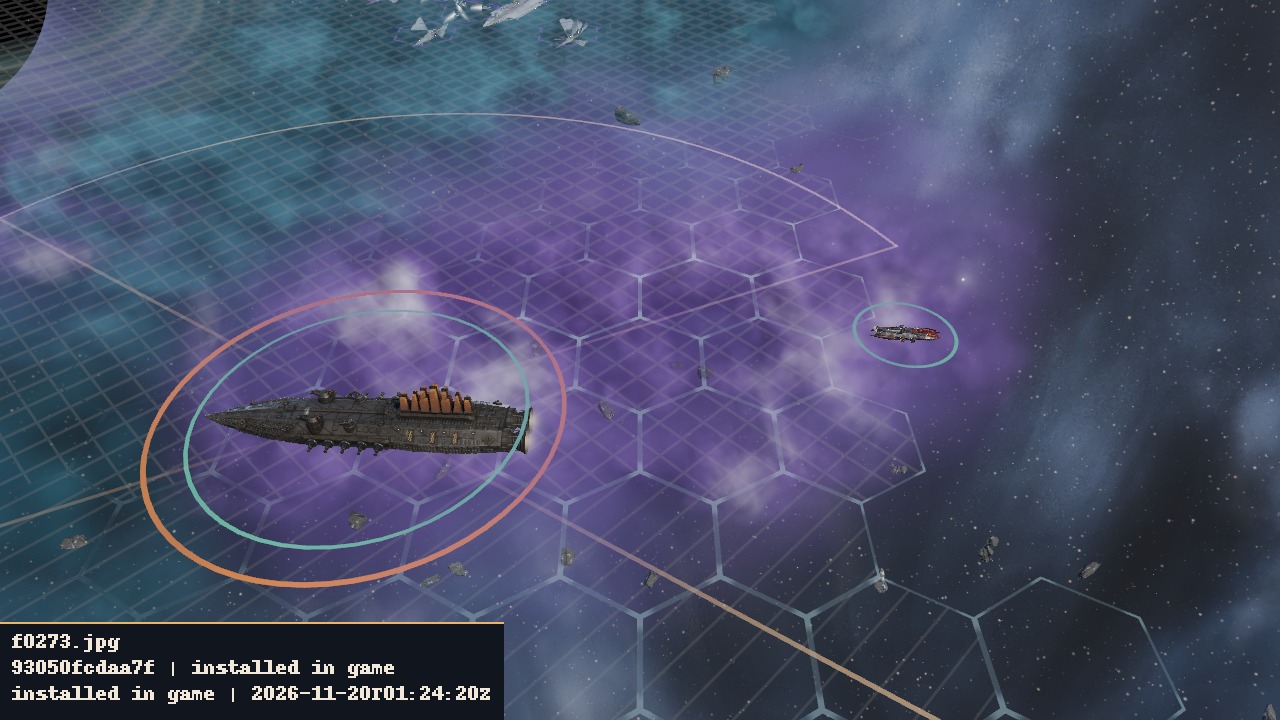 f0273.jpg
93050fcdaa7f | installed in game
installed in game | 2026-11-20T01:24:20Z